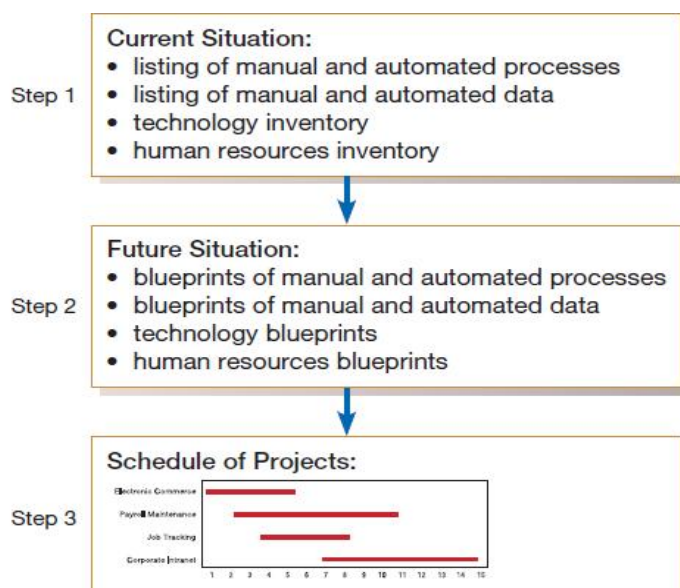 Step 1
Current Situation:
• listing of manual and automated processes
• listing of manual and automated data
• technology inventory
• human resources inventory
Step 2
Future Situation:
• blueprints of manual and automated processes
• blueprints of manual and automated data
• technology blueprints
• human resources blueprints
Step 3
Schedule of Projects:
Electronic Commerce
Payroll Maintenance
Job Tracking
Corporate Intranet
1 2 3 4 5 6 7 8 9 10 11 12 13 14 15